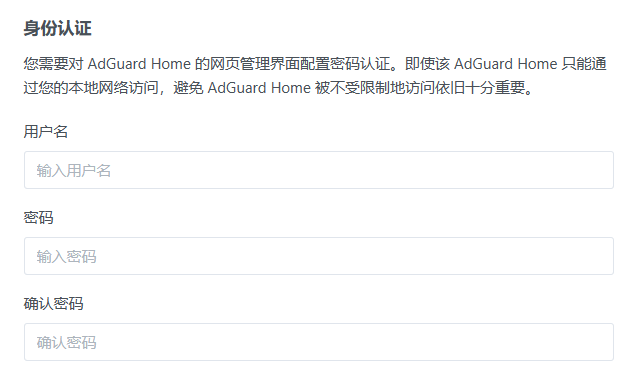 身份认证
您需要对 AdGuard Home 的网页管理界面配置密码认证。即使该 AdGuard Home 只能通
过您的本地网络访问，避免 AdGuard Home 被不受限制地访问依旧十分重要。
用户名
输入用户名
密码
输入密码
确认密码
确认密码